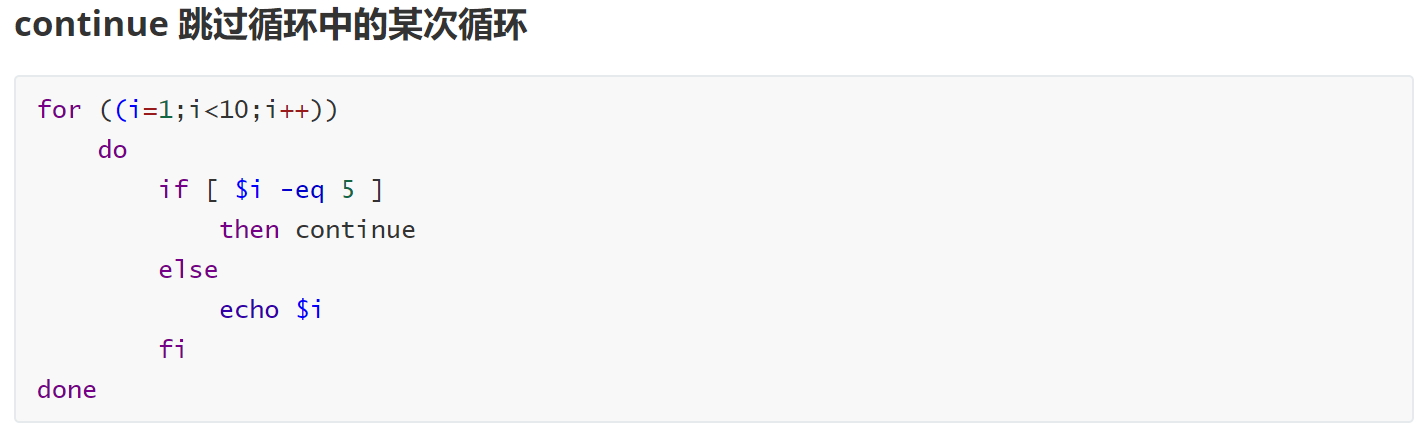 continue 跳过循环中的某次循环
for ((i=1;i<10;i++))
    do
        if [ $i -eq 5 ]
            then continue
        else
            echo $i
        fi
done